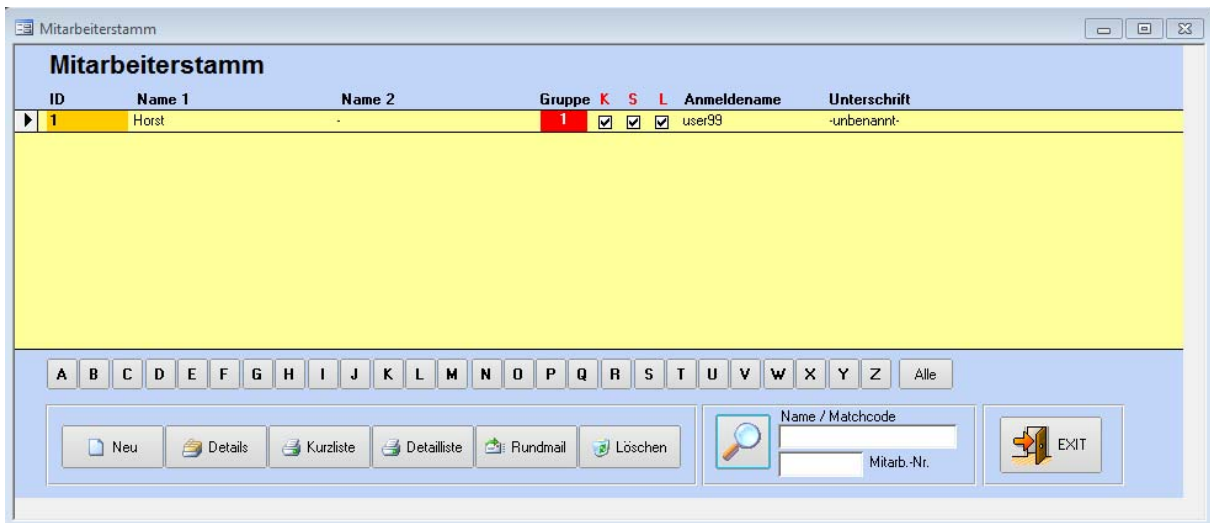 Mitarbeiterstamm
Mitarbeiterstamm
ID Name 1 Name 2 Gruppe K S L Anmeldename Unterschrift
1 Horst - 1 user99 -unbenannt-
A B C D E F G H I J K L M N O P Q R S T U V W X Y Z Alle
Name / Matchcode
Neu Details Kurzliste Detailliste Rundmail Löschen EXIT
Mitarb.-Nr.